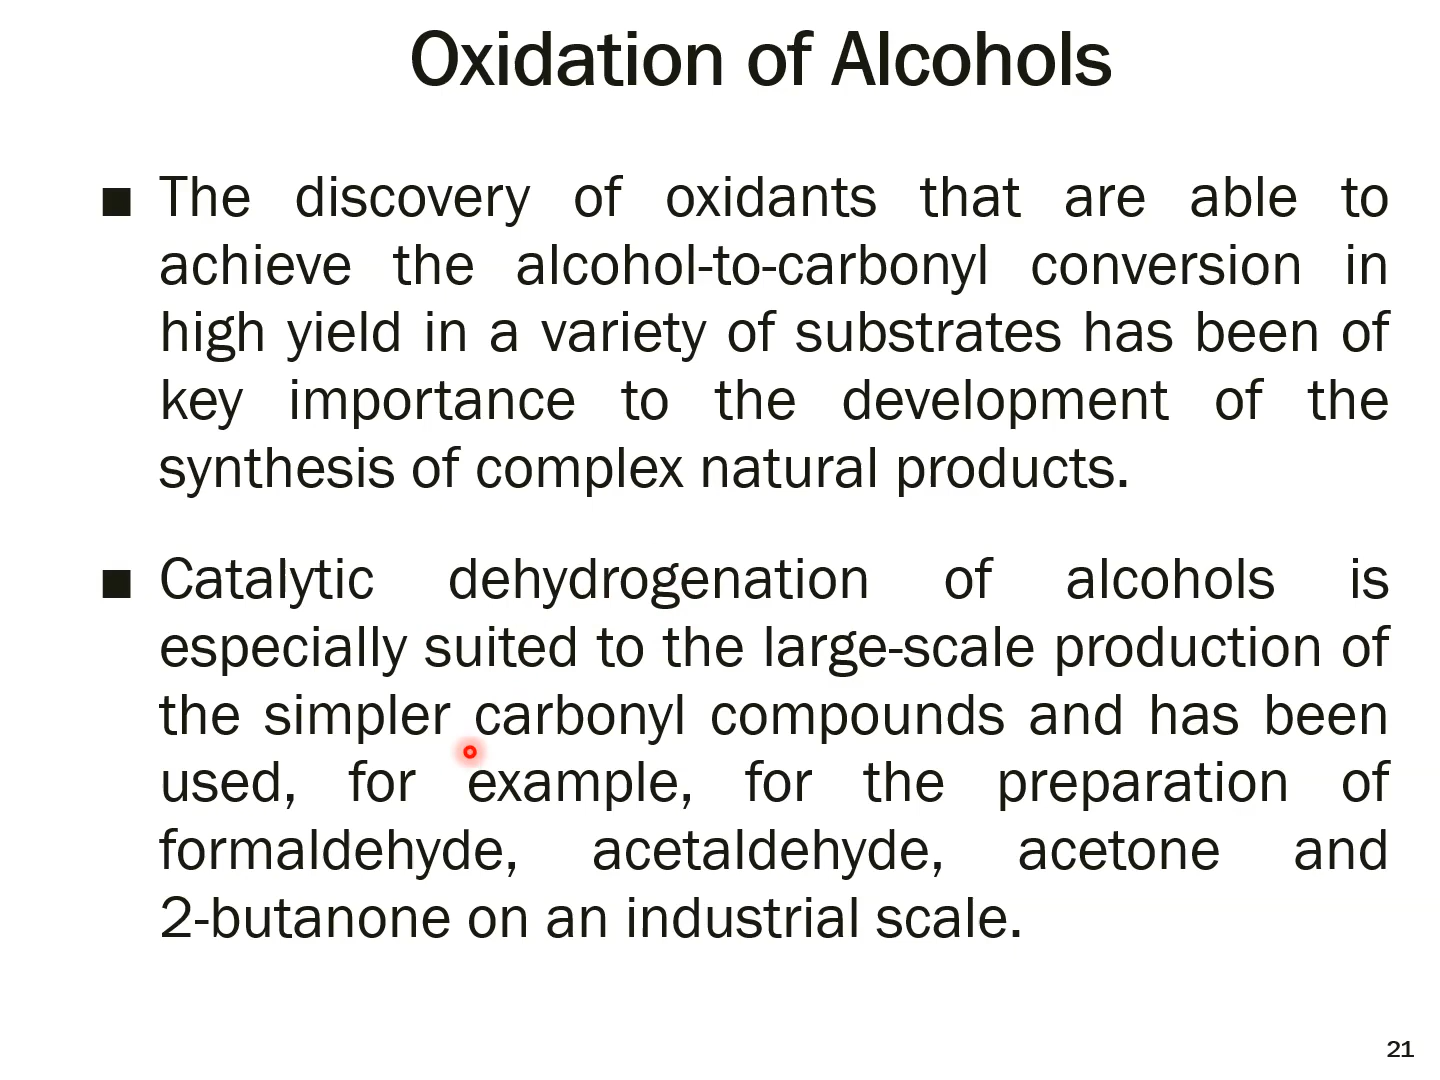 Oxidation of Alcohols
■ The discovery of oxidants that are able to
achieve the alcohol-to-carbonyl conversion in
high yield in a variety of substrates has been of
key importance to the development of the
synthesis of complex natural products.
■ Catalytic dehydrogenation of alcohols is
especially suited to the large-scale production of
the simpler carbonyl compounds and has been
used, for example, for the preparation of
formaldehyde, acetaldehyde, acetone and
2-butanone on an industrial scale.
21